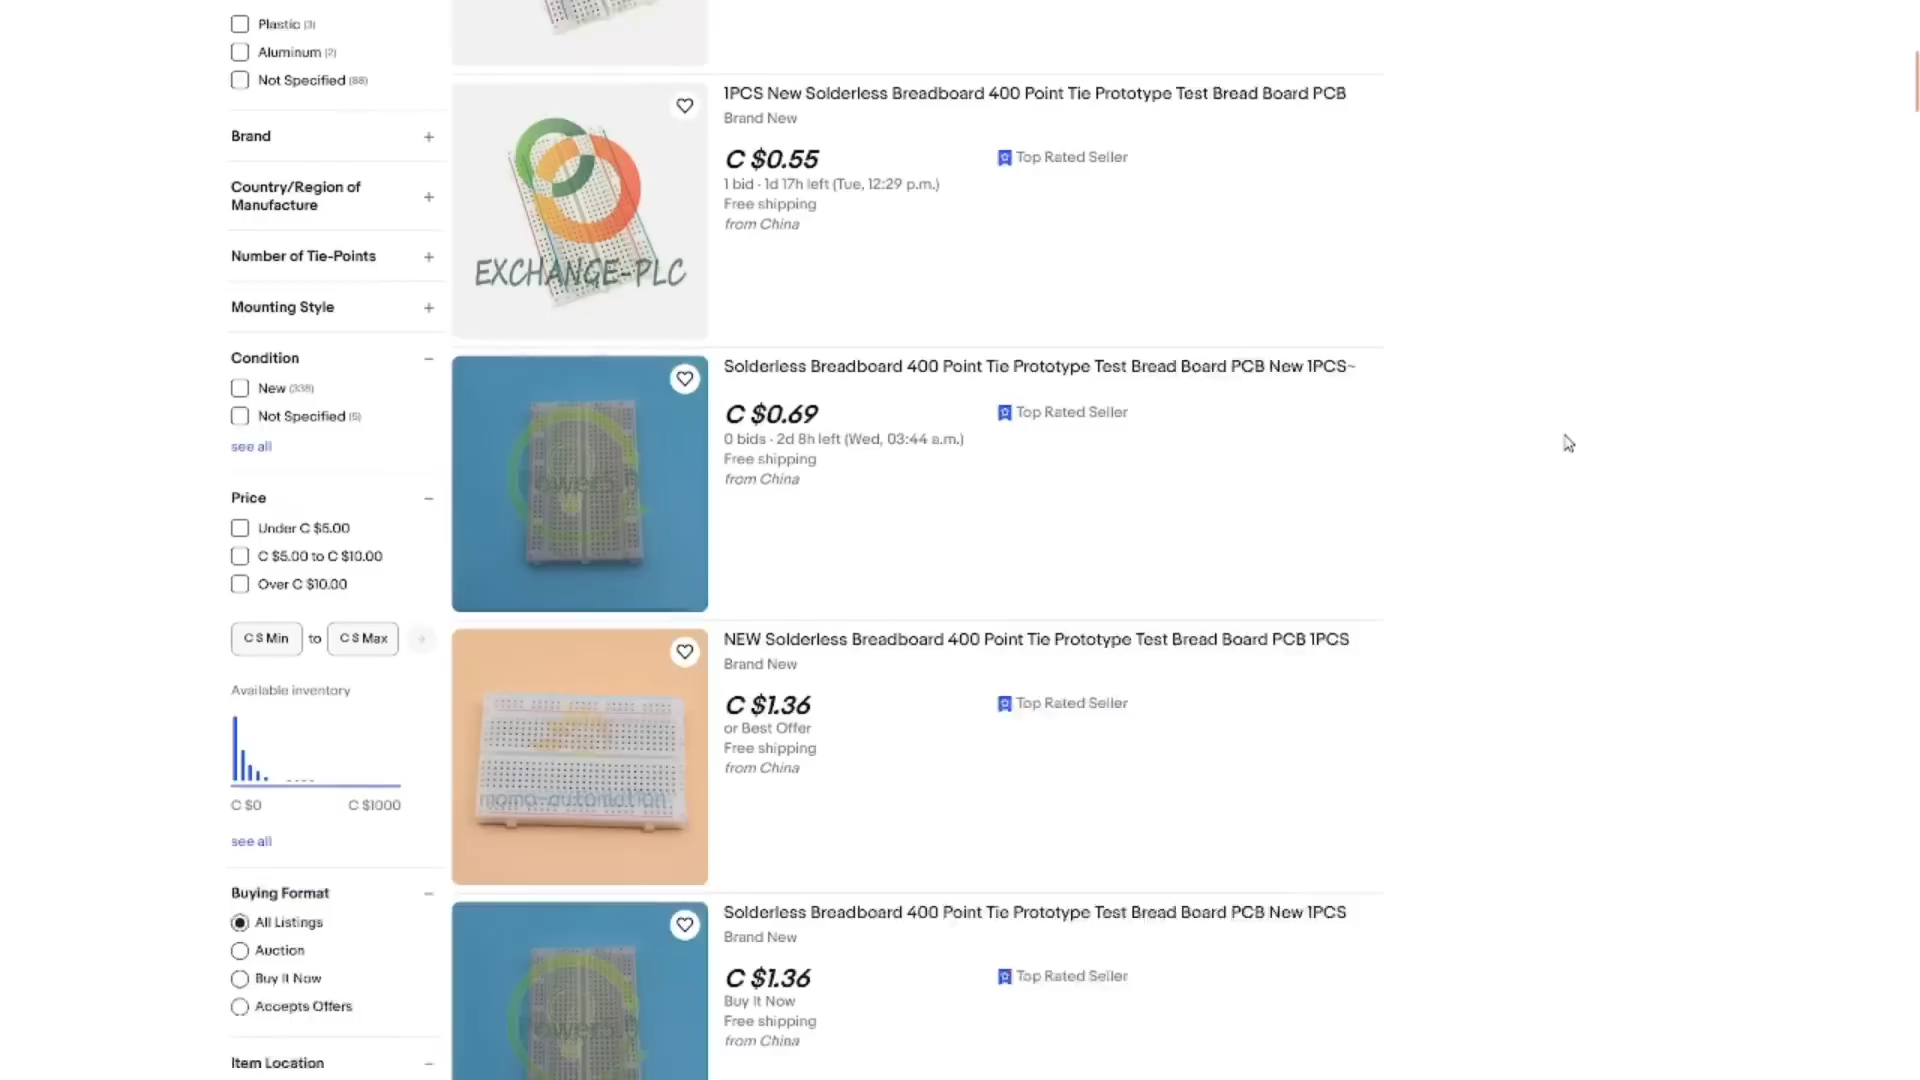 Plastic (3)
Aluminum (2)
Not Specified (88)
Brand
Country/Region of
Manufacture
Number of Tie-Points
Mounting Style
Condition
New (338)
Not Specified (5)
see all
Price
Under C $5.00
C $5.00 to C $10.00
Over C $10.00
C $ Min to C $ Max
Available inventory
C $0 C $1000
see all
Buying Format
All Listings
Auction
Buy It Now
Accepts Offers
Item Location
EXCHANGE-PLC
1PCS New Solderless Breadboard 400 Point Tie Prototype Test Bread Board PCB
Brand New
C $0.55
Top Rated Seller
1 bid · 1d 17h left (Tue, 12:29 p.m.)
Free shipping
from China
Solderless Breadboard 400 Point Tie Prototype Test Bread Board PCB New 1PCS~
C $0.69
Top Rated Seller
0 bids · 2d 8h left (Wed, 03:44 a.m.)
Free shipping
from China
momo-automation
NEW Solderless Breadboard 400 Point Tie Prototype Test Bread Board PCB 1PCS
Brand New
C $1.36
Top Rated Seller
or Best Offer
Free shipping
from China
Solderless Breadboard 400 Point Tie Prototype Test Bread Board PCB New 1PCS
Brand New
C $1.36
Top Rated Seller
Buy It Now
Free shipping
from China